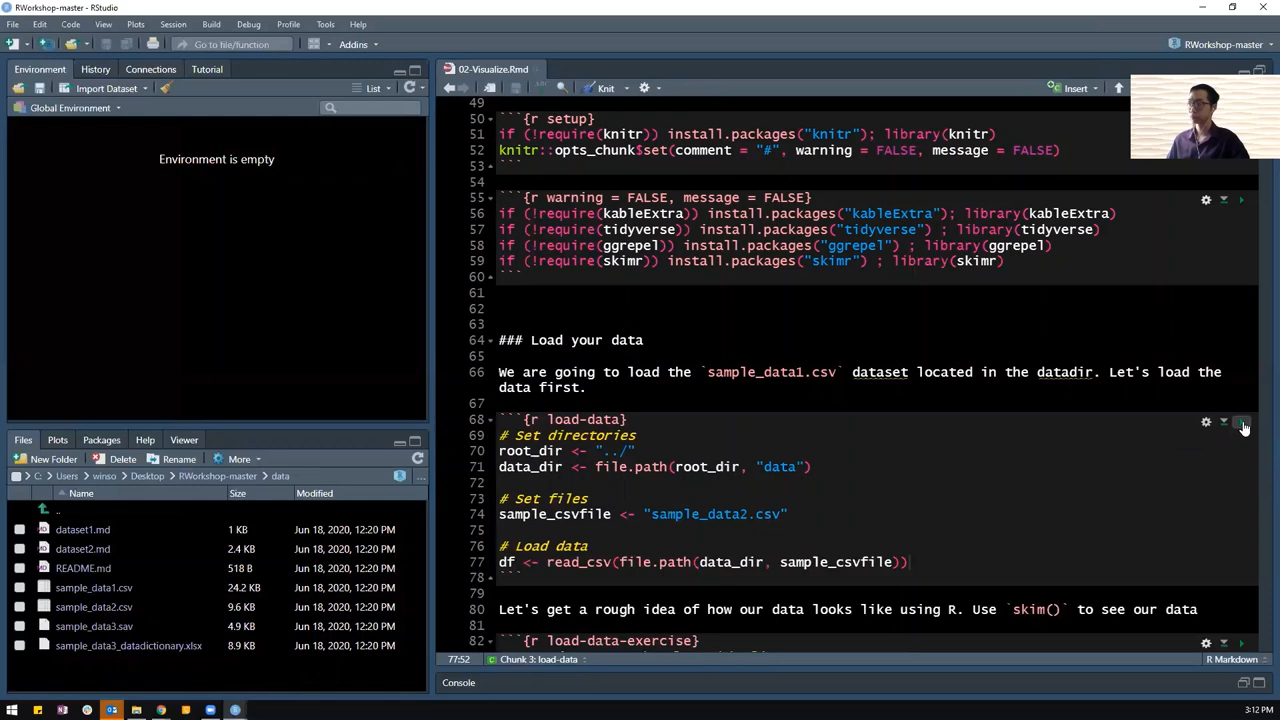 RWorkshop-master - RStudio
File Edit Code View Plots Session Build Debug Profile Tools Help
Go to file/function
Addins
RWorkshop-master
Environment History Connections Tutorial
Import Dataset
List
Global Environment
Environment is empty
Files Plots Packages Help Viewer
New Folder Delete Rename More
C: Users winso Desktop RWorkshop-master data
Name Size Modified
..
dataset1.md 1 KB Jun 18, 2020, 12:20 PM
dataset2.md 2.4 KB Jun 18, 2020, 12:20 PM
README.md 518 B Jun 18, 2020, 12:20 PM
sample_data1.csv 24.2 KB Jun 18, 2020, 12:20 PM
sample_data2.csv 9.6 KB Jun 18, 2020, 12:20 PM
sample_data3.sav 4.9 KB Jun 18, 2020, 12:20 PM
sample_data3_datadictionary.xlsx 8.9 KB Jun 18, 2020, 12:20 PM
02-Visualize.Rmd
Knit
Insert
49
50 ```{r setup}
51 if (!require(knitr)) install.packages("knitr"); library(knitr)
52 knitr::opts_chunk$set(comment = "#", warning = FALSE, message = FALSE)
53 ```
54
55 ```{r warning = FALSE, message = FALSE}
56 if (!require(kableExtra)) install.packages("kableExtra"); library(kableExtra)
57 if (!require(tidyverse)) install.packages("tidyverse") ; library(tidyverse)
58 if (!require(ggrepel)) install.packages("ggrepel") ; library(ggrepel)
59 if (!require(skimr)) install.packages("skimr") ; library(skimr)
60 ```
61
62
63
64 ### Load your data
65
66 We are going to load the `sample_data1.csv` dataset located in the datadir. Let's load the
data first.
67
68 ```{r load-data}
69 # Set directories
70 root_dir <- "../"
71 data_dir <- file.path(root_dir, "data")
72
73 # Set files
74 sample_csvfile <- "sample_data2.csv"
75
76 # Load data
77 df <- read_csv(file.path(data_dir, sample_csvfile))
78 ```
79
80 Let's get a rough idea of how our data looks like using R. Use `skim()` to see our data
81
82 ```{r load-data-exercise}
77:52 Chunk 3: load-data R Markdown
Console
3:12 PM